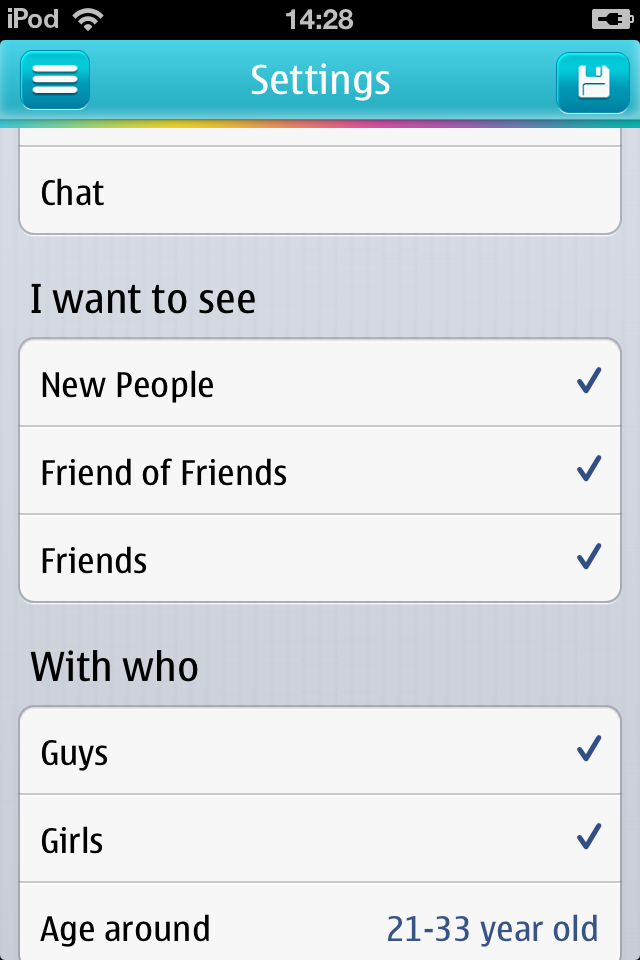 iPod 14:28
Settings
Chat
I want to see
New People
Friend of Friends
Friends
With who
Guys
Girls
Age around 21-33 year old